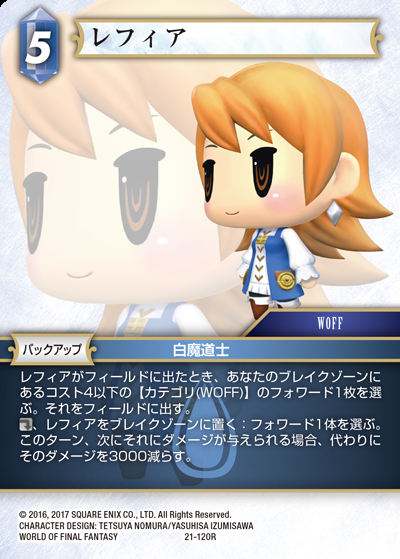 5
レフィア
WOFF
バックアップ
白魔道士
レフィアがフィールドに出たとき、あなたのブレイクゾーンに
あるコスト4以下の【カテゴリ(WOFF)】のフォワード1枚を選
ぶ。それをフィールドに出す。
、レフィアをブレイクゾーンに置く：フォワード1体を選ぶ。
このターン、次にそれにダメージが与えられる場合、代わりに
そのダメージを3000減らす。
© 2016, 2017 SQUARE ENIX CO., LTD. All Rights Reserved.
CHARACTER DESIGN: TETSUYA NOMURA/YASUHISA IZUMISAWA
WORLD OF FINAL FANTASY 21-120R